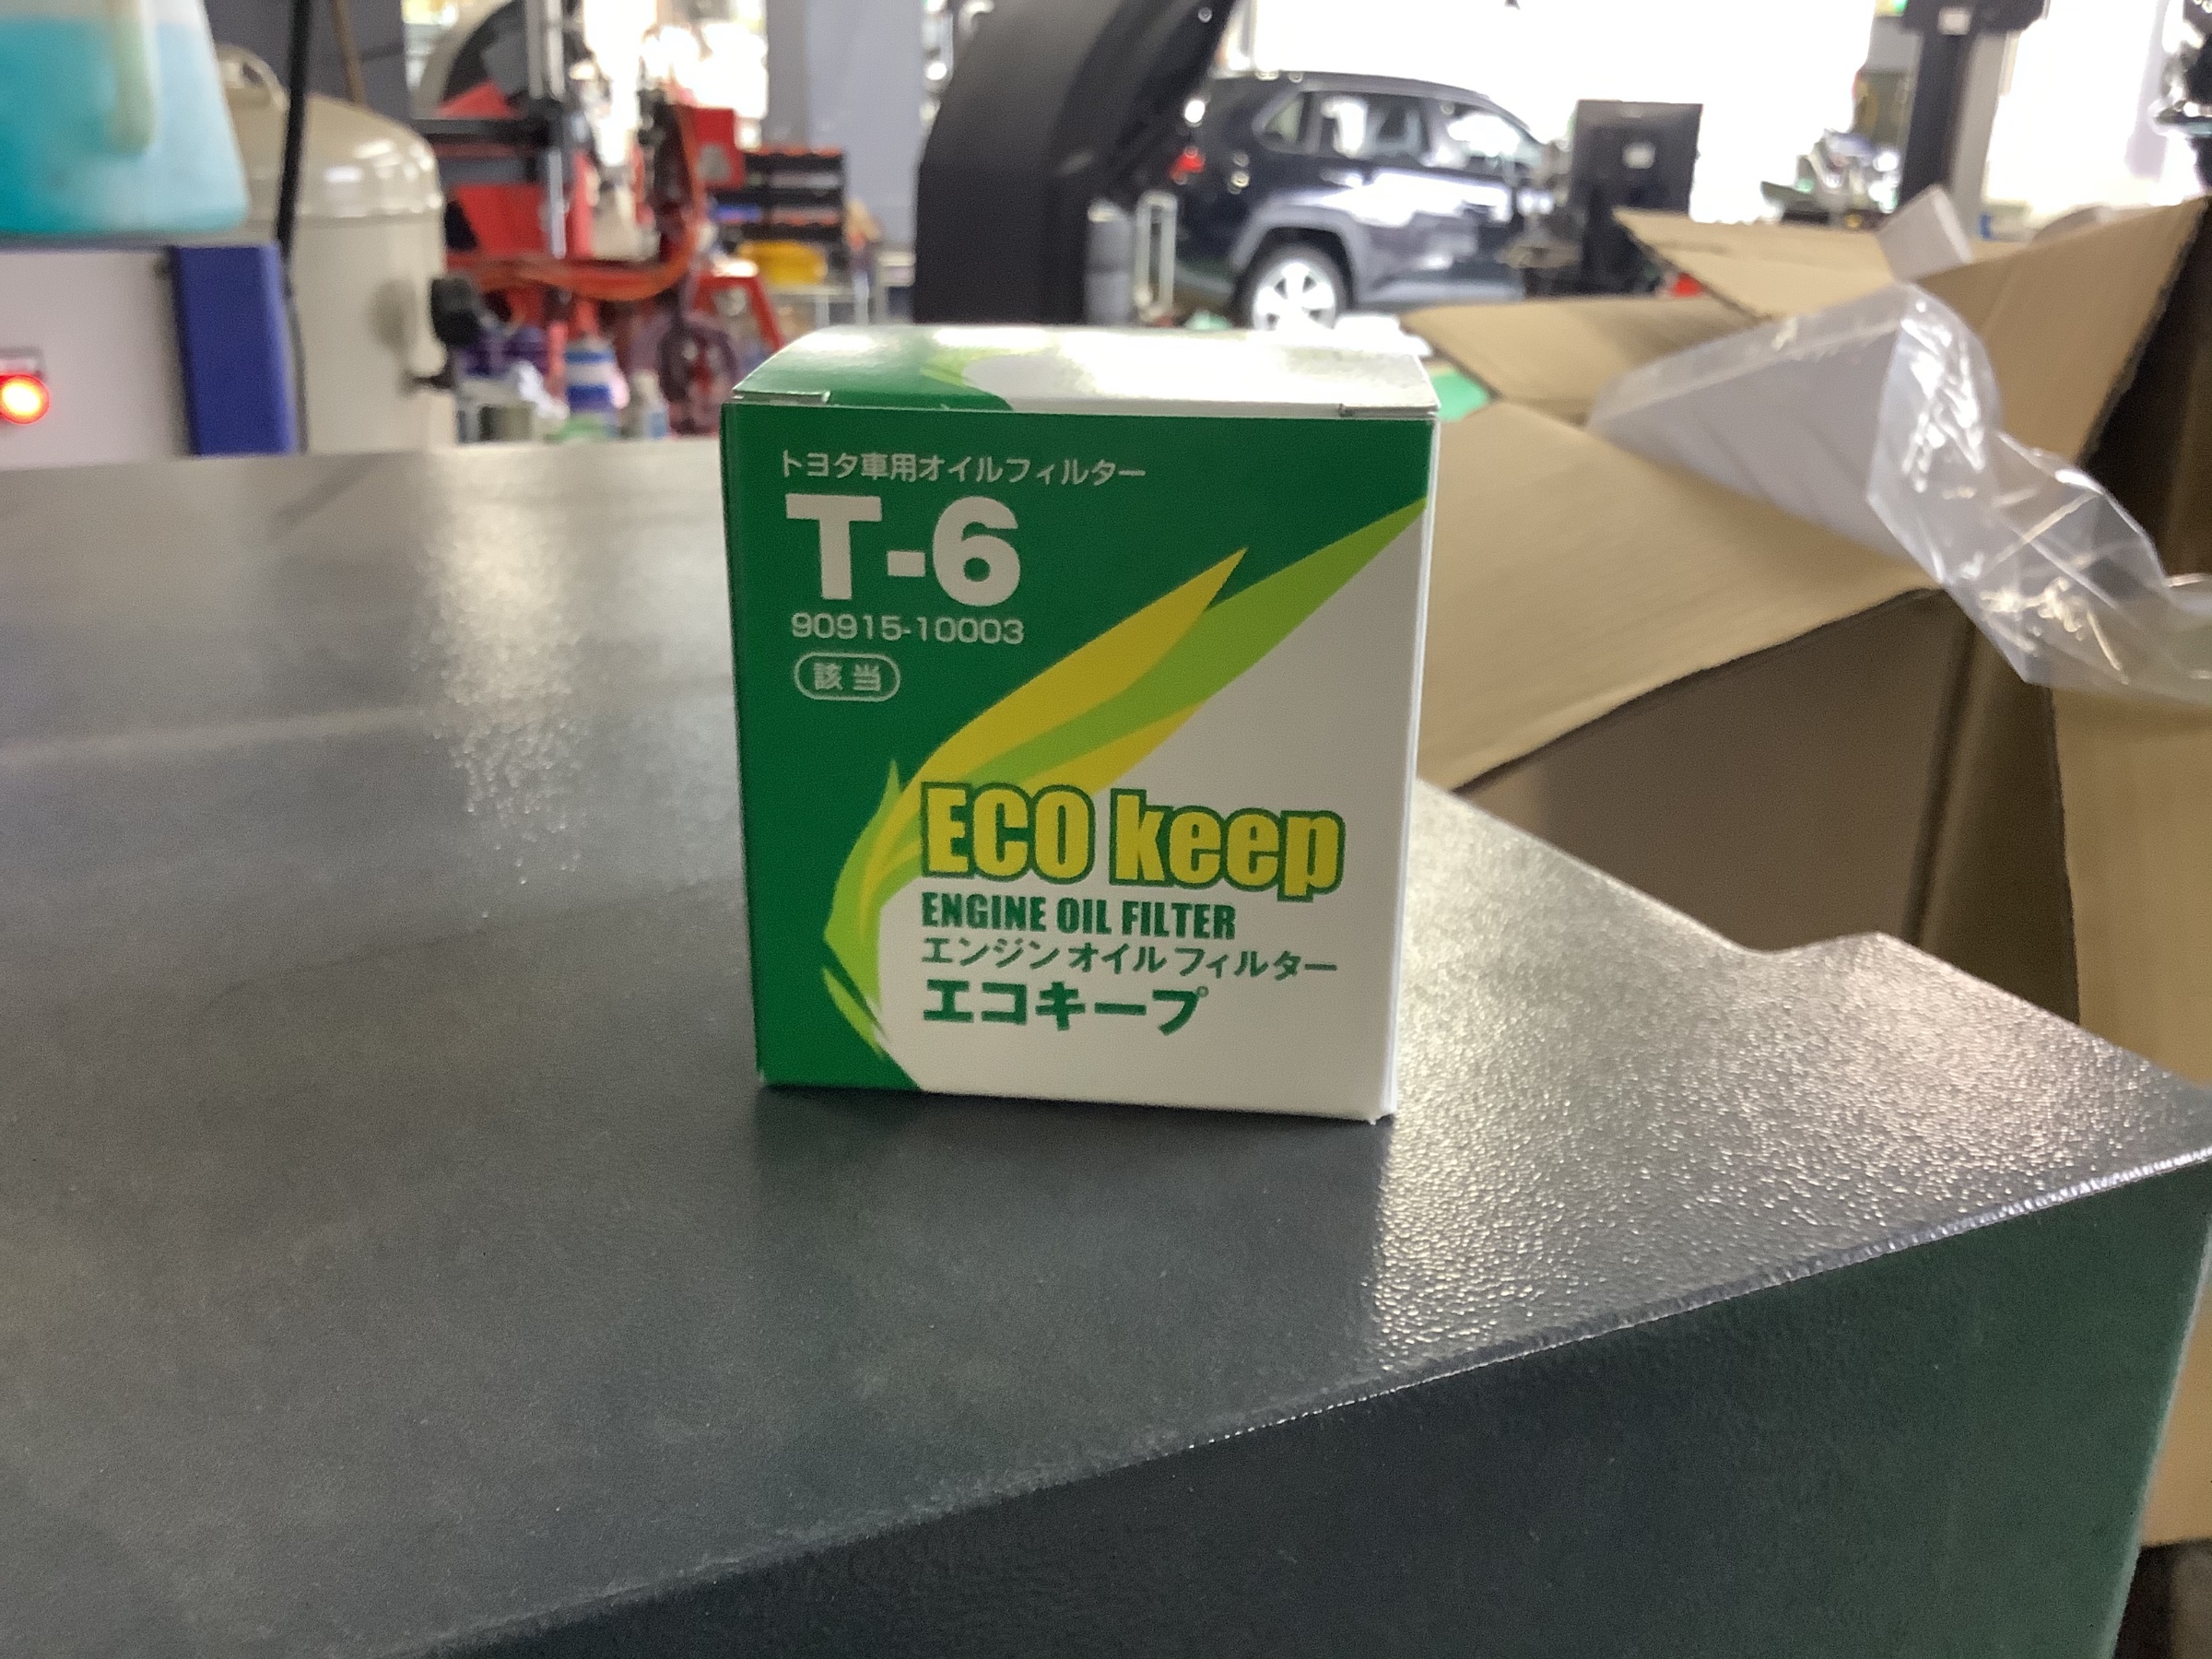 トヨタ車用オイルフィルター
T-6
90915-10003
該当
ECO keep
ENGINE OIL FILTER
エンジン オイル フィルター
エコキープ